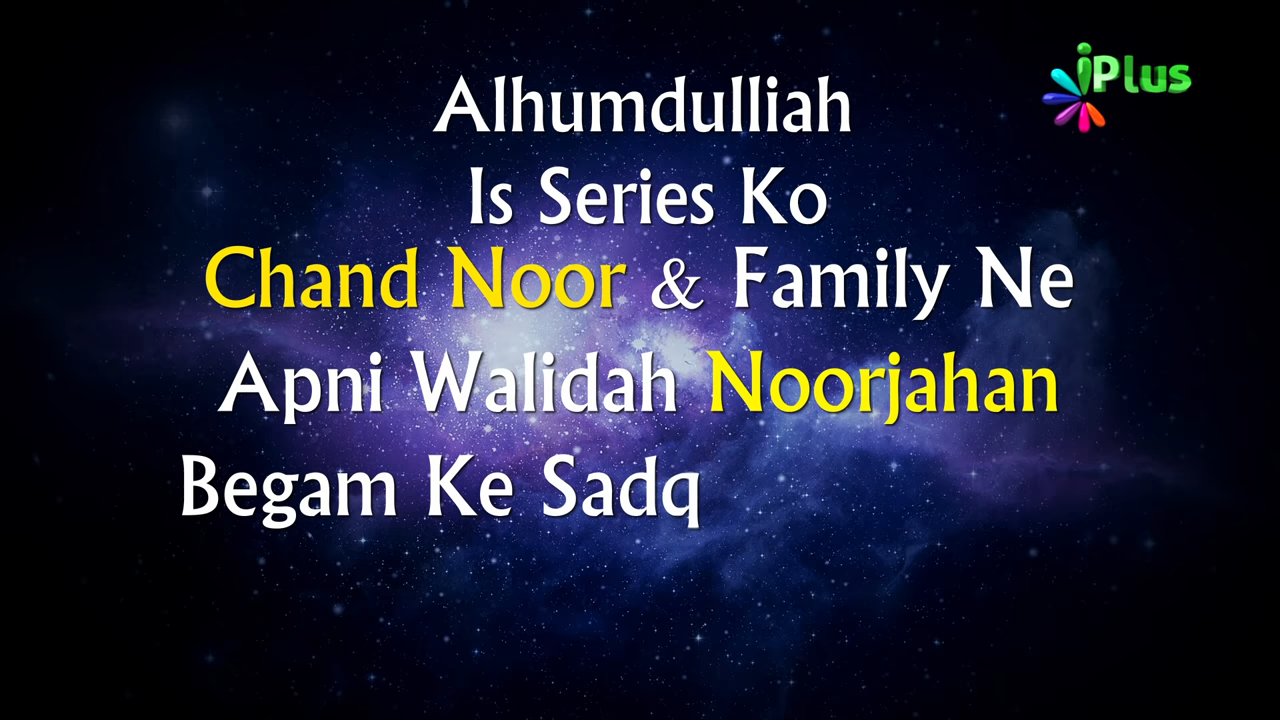 iPlus
Alhumdulliah
Is Series Ko
Chand Noor & Family Ne
Apni Walidah Noorjahan
Begam Ke Sadq